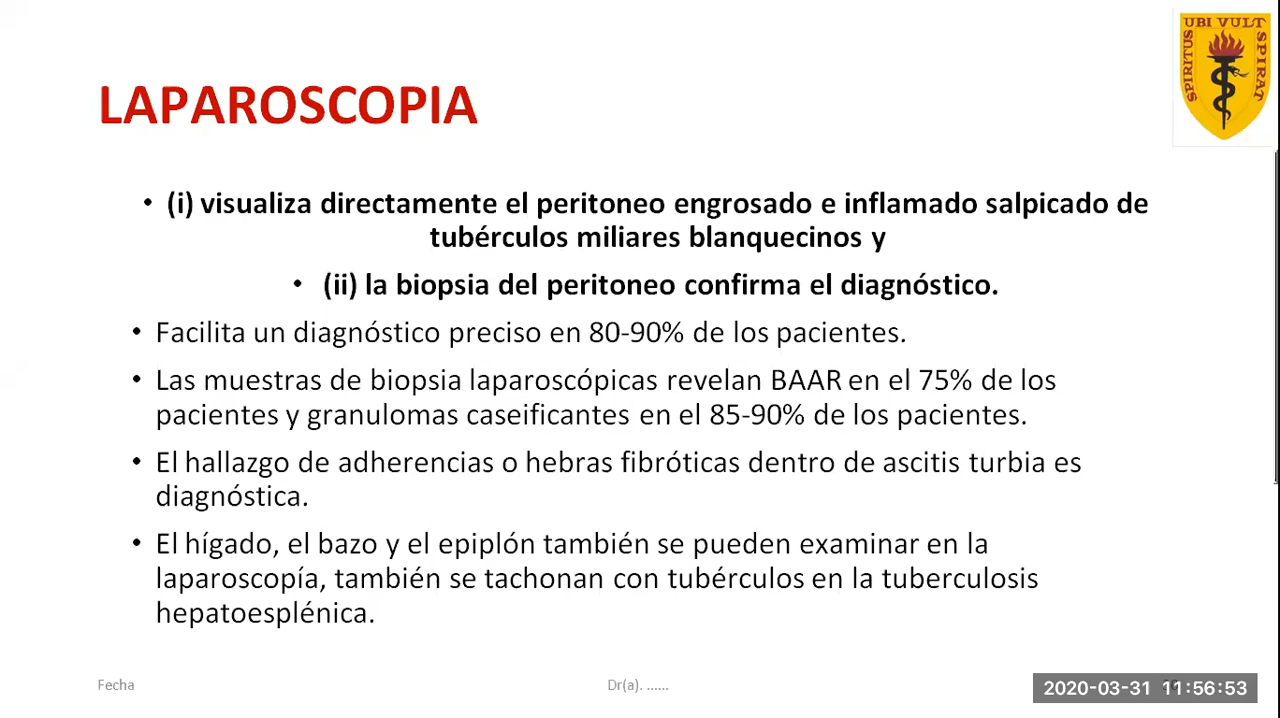 SPIRITUS UBI VULT SPIRAT
LAPAROSCOPIA
• (i) visualiza directamente el peritoneo engrosado e inflamado salpicado de
tubérculos miliares blanquecinos y
• (ii) la biopsia del peritoneo confirma el diagnóstico.
• Facilita un diagnóstico preciso en 80-90% de los pacientes.
• Las muestras de biopsia laparoscópicas revelan BAAR en el 75% de los
pacientes y granulomas caseificantes en el 85-90% de los pacientes.
• El hallazgo de adherencias o hebras fibróticas dentro de ascitis turbia es
diagnóstica.
• El hígado, el bazo y el epiplón también se pueden examinar en la
laparoscopía, también se tachonan con tubérculos en la tuberculosis
hepatoesplénica.
Fecha
Dr(a). ......
2020-03-31 11:56:53